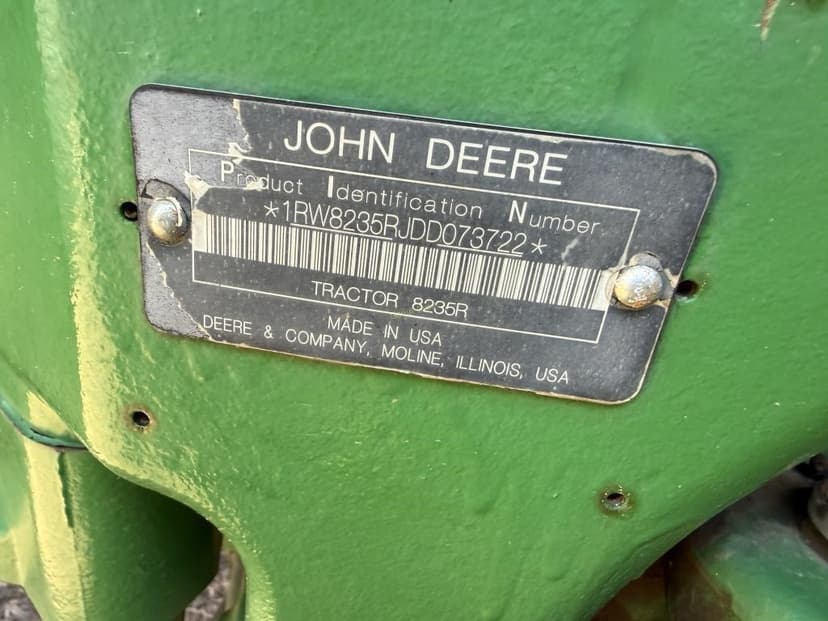 JOHN DEERE
Product Identification Number
*1RW8235RJDD073722*
TRACTOR 8235R
MADE IN USA
DEERE & COMPANY, MOLINE, ILLINOIS, USA